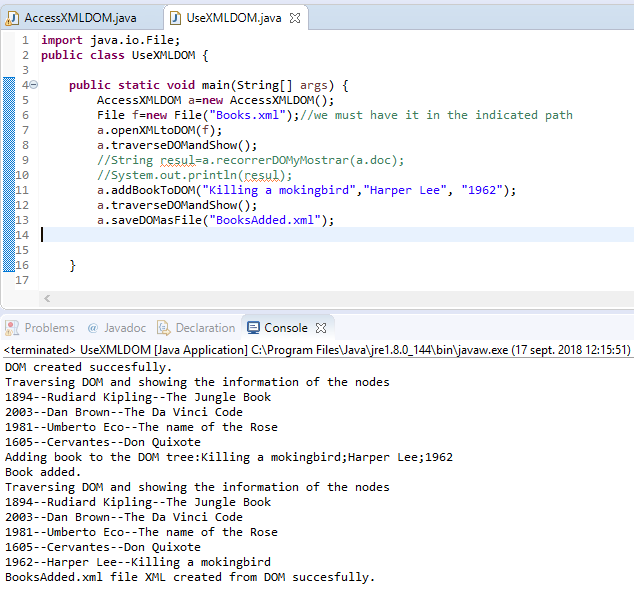 AccessXMLDOM.java UseXMLDOM.java
1 import java.io.File;
2 public class UseXMLDOM {
3
4 public static void main(String[] args) {
5 AccessXMLDOM a=new AccessXMLDOM();
6 File f=new File("Books.xml");//we must have it in the indicated path
7 a.openXMLtoDOM(f);
8 a.traverseDOMandShow();
9 //String resul=a.recorrerDOMyMostrar(a.doc);
10 //System.out.println(resul);
11 a.addBookToDOM("Killing a mokingbird","Harper Lee", "1962");
12 a.traverseDOMandShow();
13 a.saveDOMasFile("BooksAdded.xml");
14
15
16 }
17
Problems @ Javadoc Declaration Console
<terminated> UseXMLDOM [Java Application] C:\Program Files\Java\jre1.8.0_144\bin\javaw.exe (17 sept. 2018 12:15:51)
DOM created succesfully.
Traversing DOM and showing the information of the nodes
1894--Rudiard Kipling--The Jungle Book
2003--Dan Brown--The Da Vinci Code
1981--Umberto Eco--The name of the Rose
1605--Cervantes--Don Quixote
Adding book to the DOM tree:Killing a mokingbird;Harper Lee;1962
Book added.
Traversing DOM and showing the information of the nodes
1894--Rudiard Kipling--The Jungle Book
2003--Dan Brown--The Da Vinci Code
1981--Umberto Eco--The name of the Rose
1605--Cervantes--Don Quixote
1962--Harper Lee--Killing a mokingbird
BooksAdded.xml file XML created from DOM succesfully.